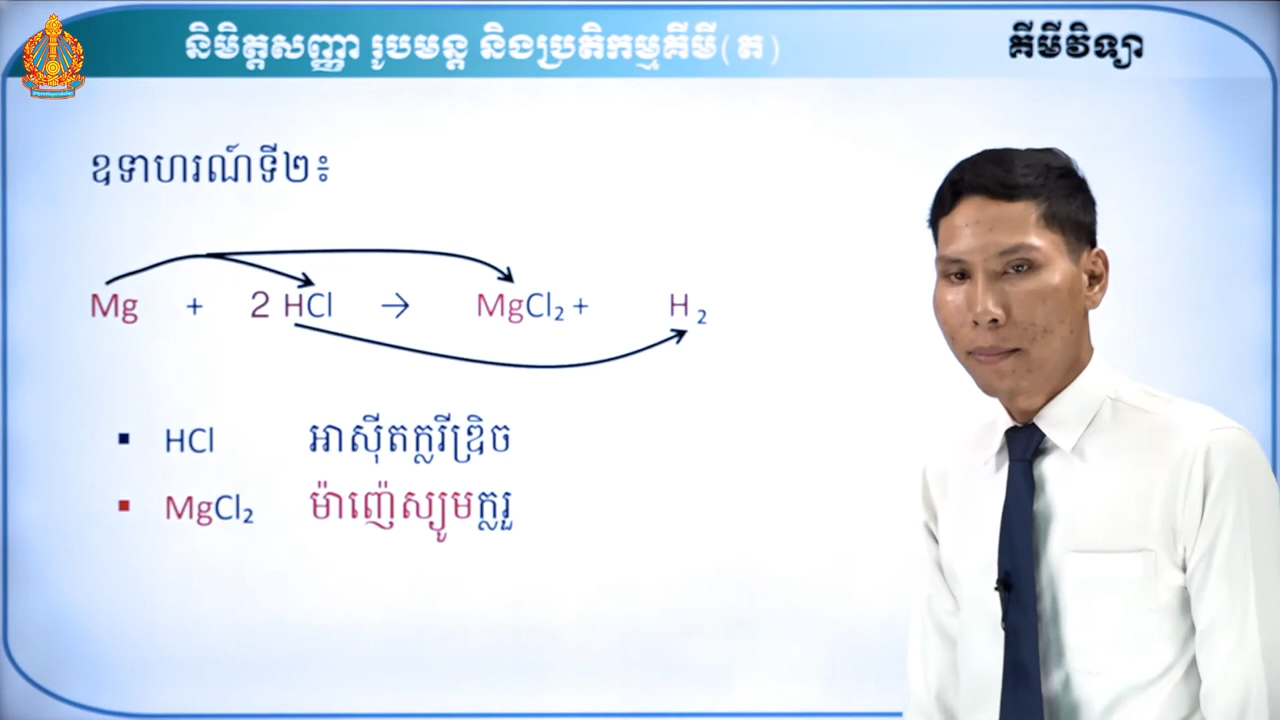 និមិត្តសញ្ញា រូបមន្ត និងប្រតិកម្មគីមី(ត) គីមីវិទ្យា
ឧទាហរណ៍ទី២៖
Mg + 2 HCl → MgCl₂ + H₂
▪ HCl អាស៊ីតក្លរីឌ្រិច
▪ MgCl₂ ម៉ាញ៉េស្យូមក្លរួ